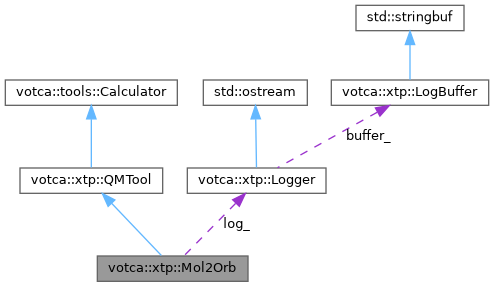 std::stringbuf
votca::tools::Calculator
std::ostream
votca::xtp::LogBuffer
buffer_
votca::xtp::QMTool
votca::xtp::Logger
log_
votca::xtp::Mol2Orb